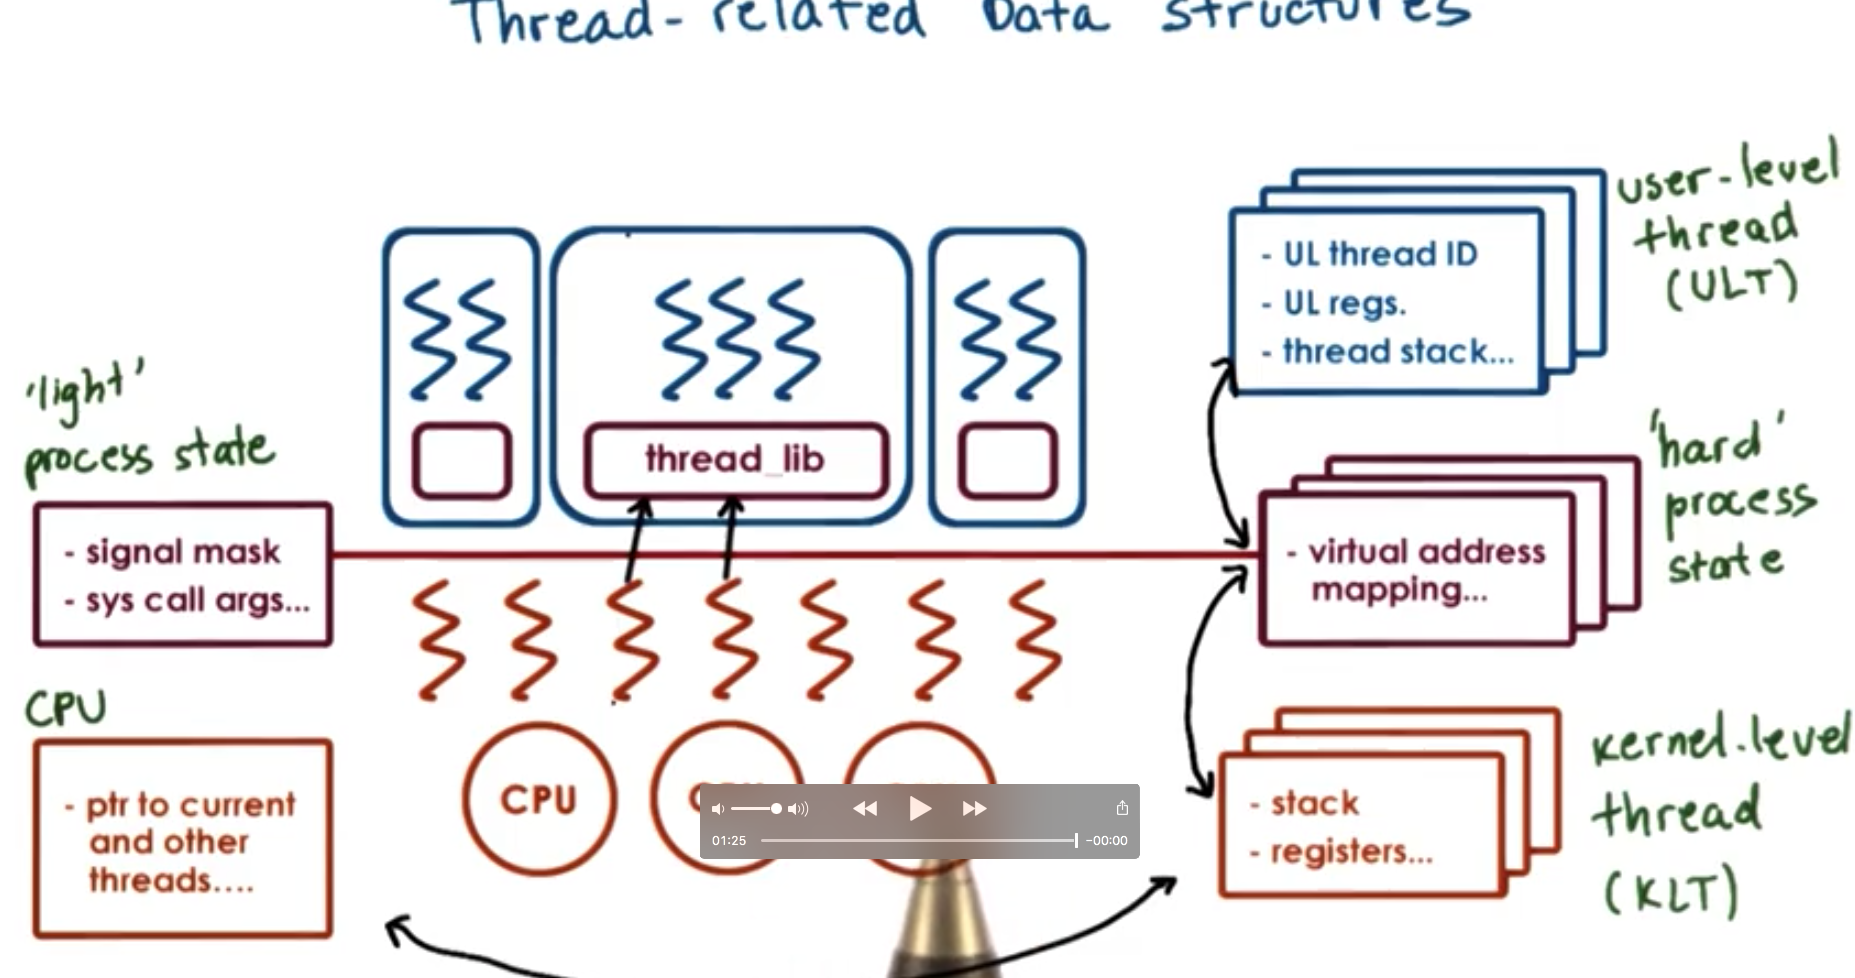 Thread-related Data Structures
user-level
thread
(ULT)
- UL thread ID
- UL regs.
- thread stack...
'light'
process state
thread_lib
'hard'
process
state
- signal mask
- sys call args...
- virtual address
mapping...
CPU
- ptr to current
and other
threads....
CPU
kernel-level
thread
(KLT)
- stack
- registers...
01:25
-00:00